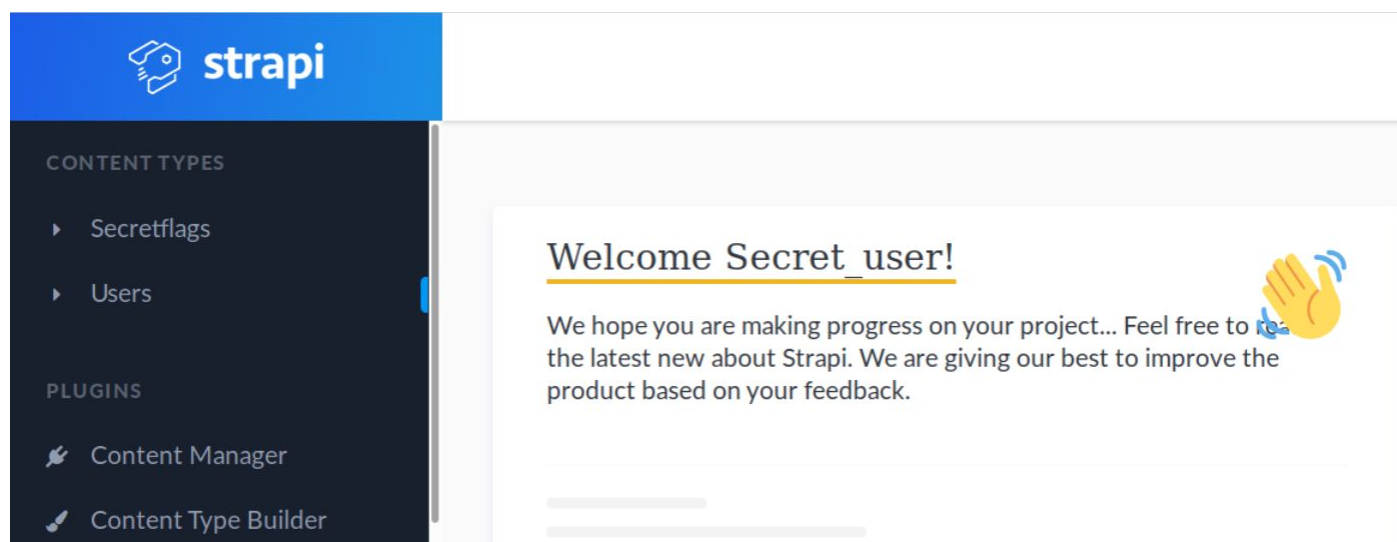 strapi
CONTENT TYPES
Secretflags
Users
PLUGINS
Content Manager
Content Type Builder
Welcome Secret_user!
We hope you are making progress on your project... Feel free to
the latest new about Strapi. We are giving our best to improve the
product based on your feedback.